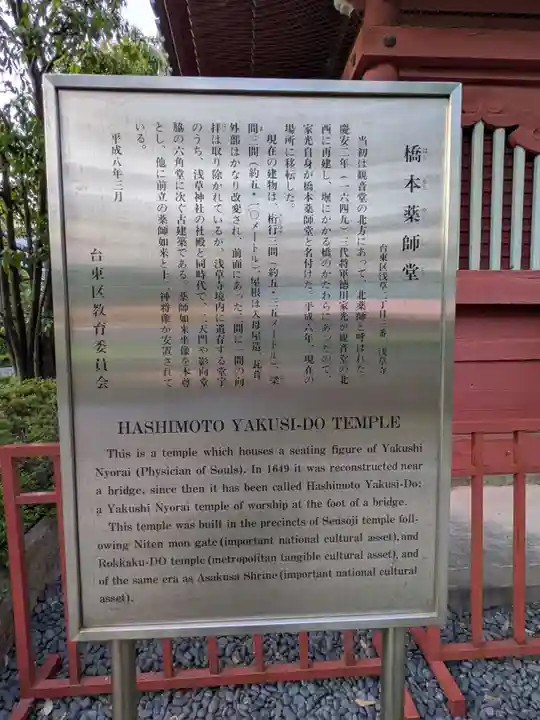 橋本薬師堂
台東区浅草二丁目三番 浅草寺
当初は観音堂の北方にあって、北薬師と呼ばれた。
慶安二年(一六四九)三代将軍徳川家光が観音堂の北
西に再建し、堀にかかる橋のかたわらにあったので、
家光自身が橋本薬師堂と名付けた。平成六年、現在の
場所に移転した。
現在の建物は、桁行三間(約五・三五メートル)、梁
間三間(約五・一〇メートル)、屋根は入母屋造、瓦葺
外部はかなり改変され、前面にあった二間に一間の向
拝は取り除かれているが、浅草寺境内に遺存する堂宇
のうち、浅草神社の社殿と同時代で、二天門や影向堂
脇の六角堂に次ぐ古建築である。薬師如来坐像を本尊
とし、他に前立の薬師如来と十二神将像が安置されて
いる。
平成八年三月
台東区教育委員会
HASHIMOTO YAKUSI-DO TEMPLE
This is a temple which houses a seating figure of Yakushi
Nyorai (Physician of Souls). In 1649 it was reconstructed near
a bridge, since then it has been called Hashimoto Yakusi-Do;
a Yakushi Nyorai temple of worship at the foot of a bridge.
This temple was built in the precincts of Sensoji temple fol-
lowing Niten mon gate (important national cultural asset), and
Rokkaku-DO temple (metropolitan tangible cultural asset), and
of the same era as Asakusa Shrine (important national cultural
asset).